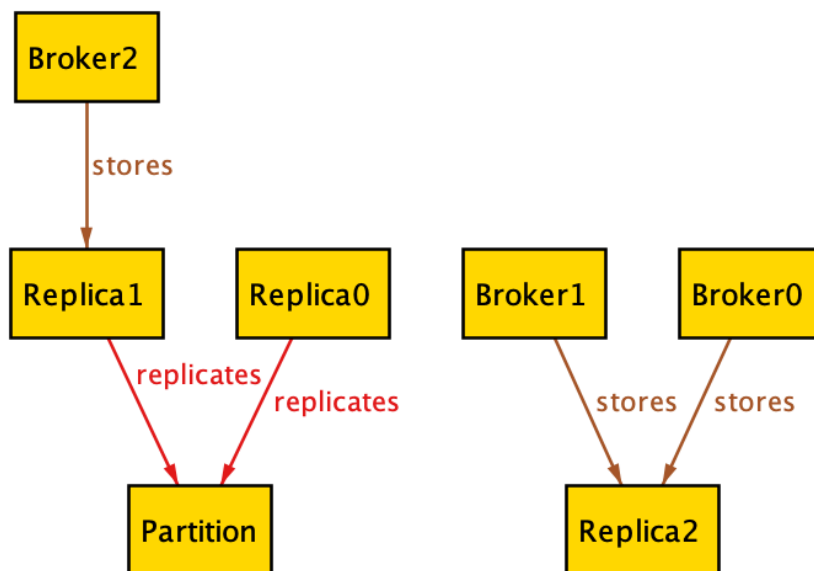 Broker2
stores
Replica1
Replica0
Broker1
Broker0
replicates
replicates
stores
stores
Partition
Replica2